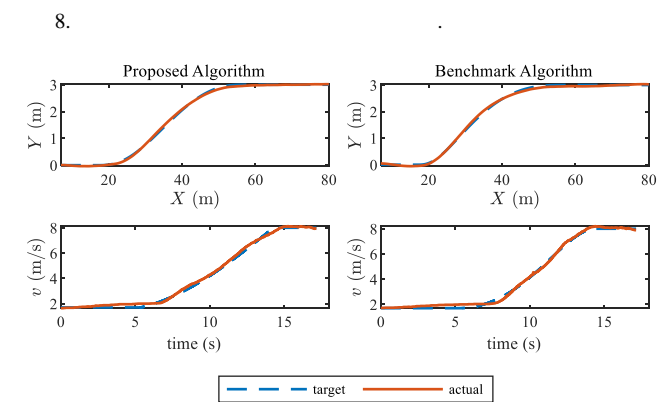 8. .
Proposed Algorithm Benchmark Algorithm
3 3
2 2
Y (m) Y (m)
1 1
0 0
20 40 60 80 20 40 60 80
X (m) X (m)
8 8
6 6
v (m/s) v (m/s)
4 4
2 2
0 5 10 15 0 5 10 15
time (s) time (s)
target actual